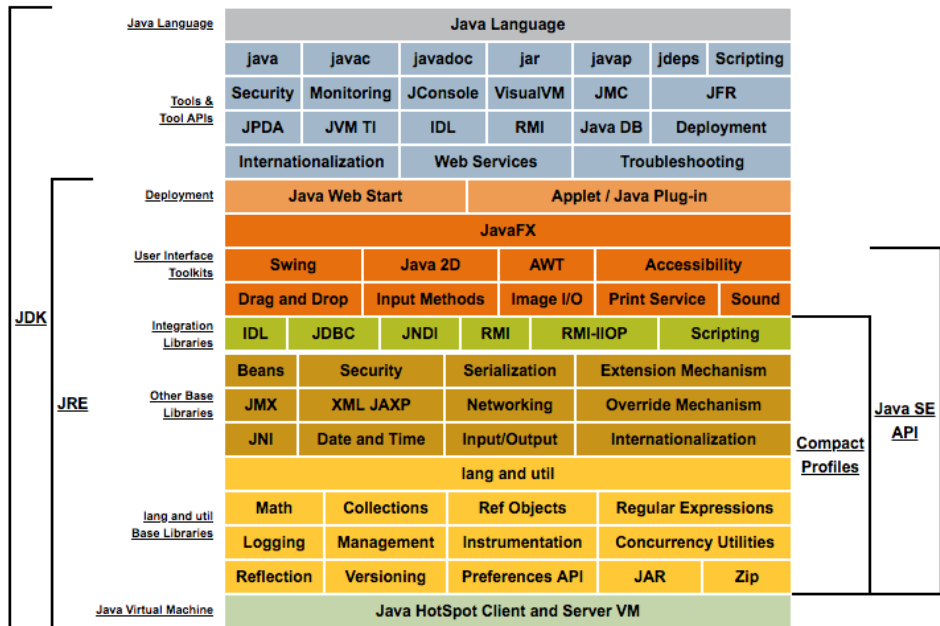 Java Language Java Language
java javac javadoc jar javap jdeps Scripting
Security Monitoring JConsole VisualVM JMC JFR
Tools &
Tool APIs
JPDA JVM TI IDL RMI Java DB Deployment
Internationalization Web Services Troubleshooting
Deployment Java Web Start Applet / Java Plug-in
JavaFX
User Interface
Toolkits
Swing Java 2D AWT Accessibility
Drag and Drop Input Methods Image I/O Print Service Sound
JDK
Integration
Libraries
IDL JDBC JNDI RMI RMI-IIOP Scripting
Beans Security Serialization Extension Mechanism
JRE
Other Base
Libraries
JMX XML JAXP Networking Override Mechanism
Java SE
API
JNI Date and Time Input/Output Internationalization
Compact
Profiles
lang and util
Math Collections Ref Objects Regular Expressions
lang and util
Base Libraries
Logging Management Instrumentation Concurrency Utilities
Reflection Versioning Preferences API JAR Zip
Java Virtual Machine Java HotSpot Client and Server VM